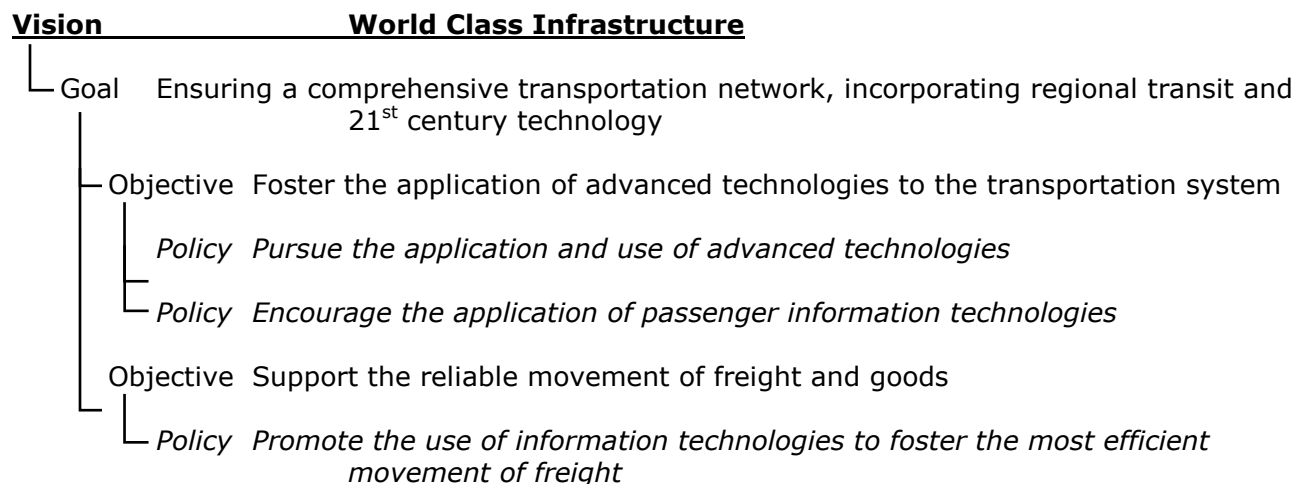 Vision World Class Infrastructure
Goal Ensuring a comprehensive transportation network, incorporating regional transit and
21st century technology
Objective Foster the application of advanced technologies to the transportation system
Policy Pursue the application and use of advanced technologies
Policy Encourage the application of passenger information technologies
Objective Support the reliable movement of freight and goods
Policy Promote the use of information technologies to foster the most efficient
movement of freight